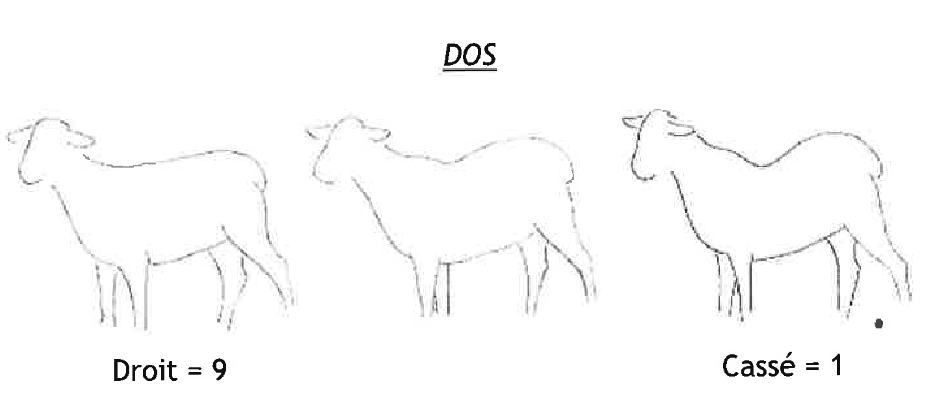 DOS
Droit = 9
Cassé = 1